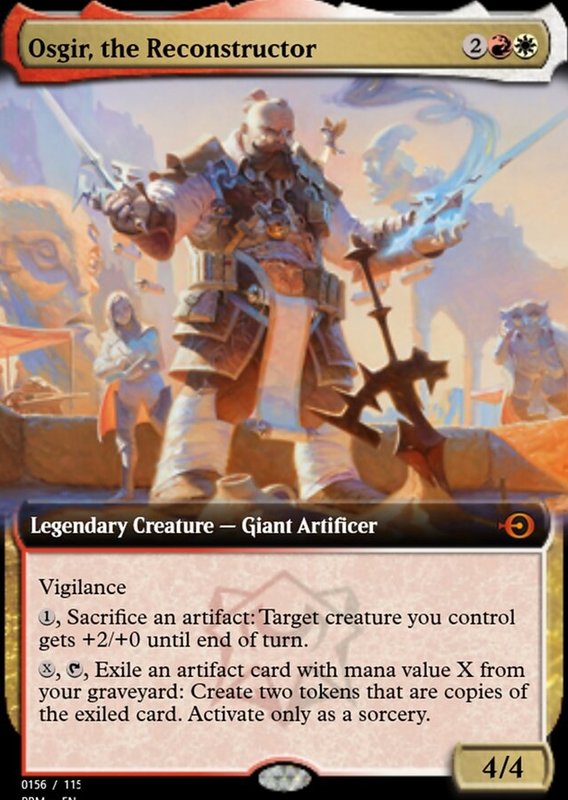 Osgir, the Reconstructor 2
Legendary Creature — Giant Artificer
Vigilance
1, Sacrifice an artifact: Target creature you control
gets +2/+0 until end of turn.
X, , Exile an artifact card with mana value X from
your graveyard: Create two tokens that are copies of
the exiled card. Activate only as a sorcery.
4/4
0156 / 115